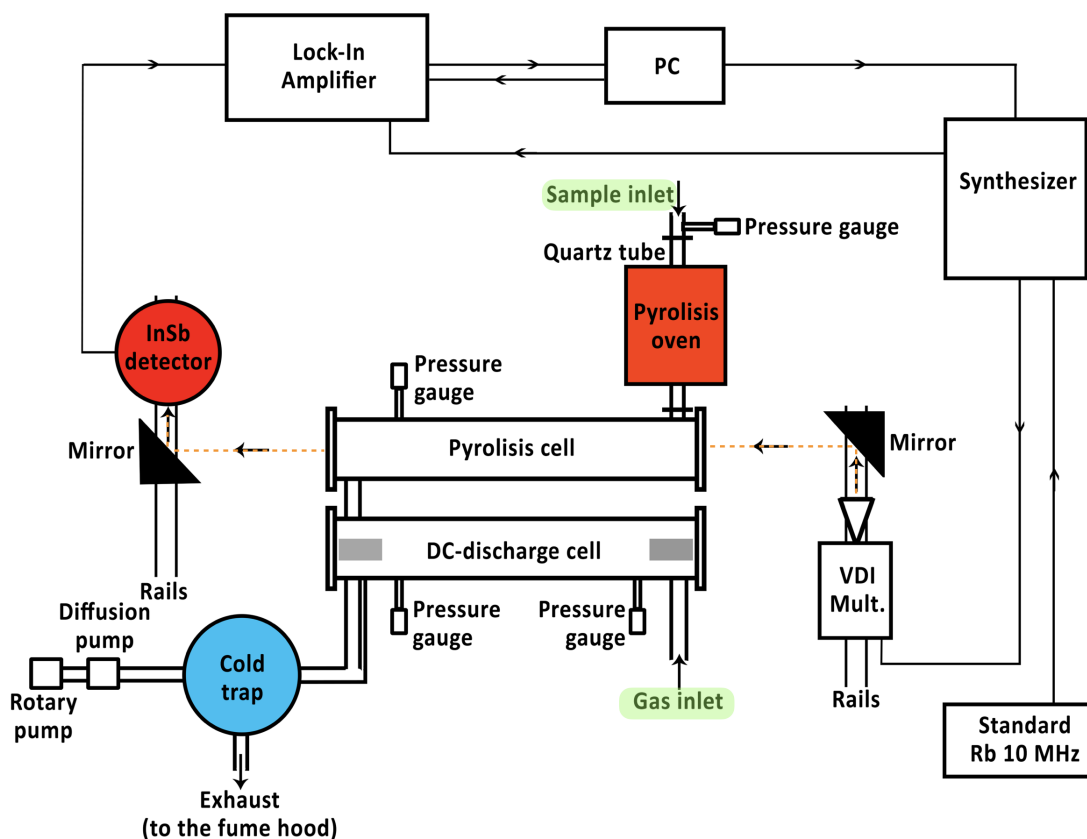 Lock-In
Amplifier
PC
Synthesizer
Sample inlet
Pressure gauge
Quartz tube
Pyrolisis
oven
InSb
detector
Pressure
gauge
Mirror
Pyrolisis cell
Mirror
DC-discharge cell
VDI
Mult.
Rails
Diffusion
pump
Pressure
gauge
Pressure
gauge
Cold
trap
Rotary
pump
Gas inlet
Rails
Standard
Rb 10 MHz
Exhaust
(to the fume hood)